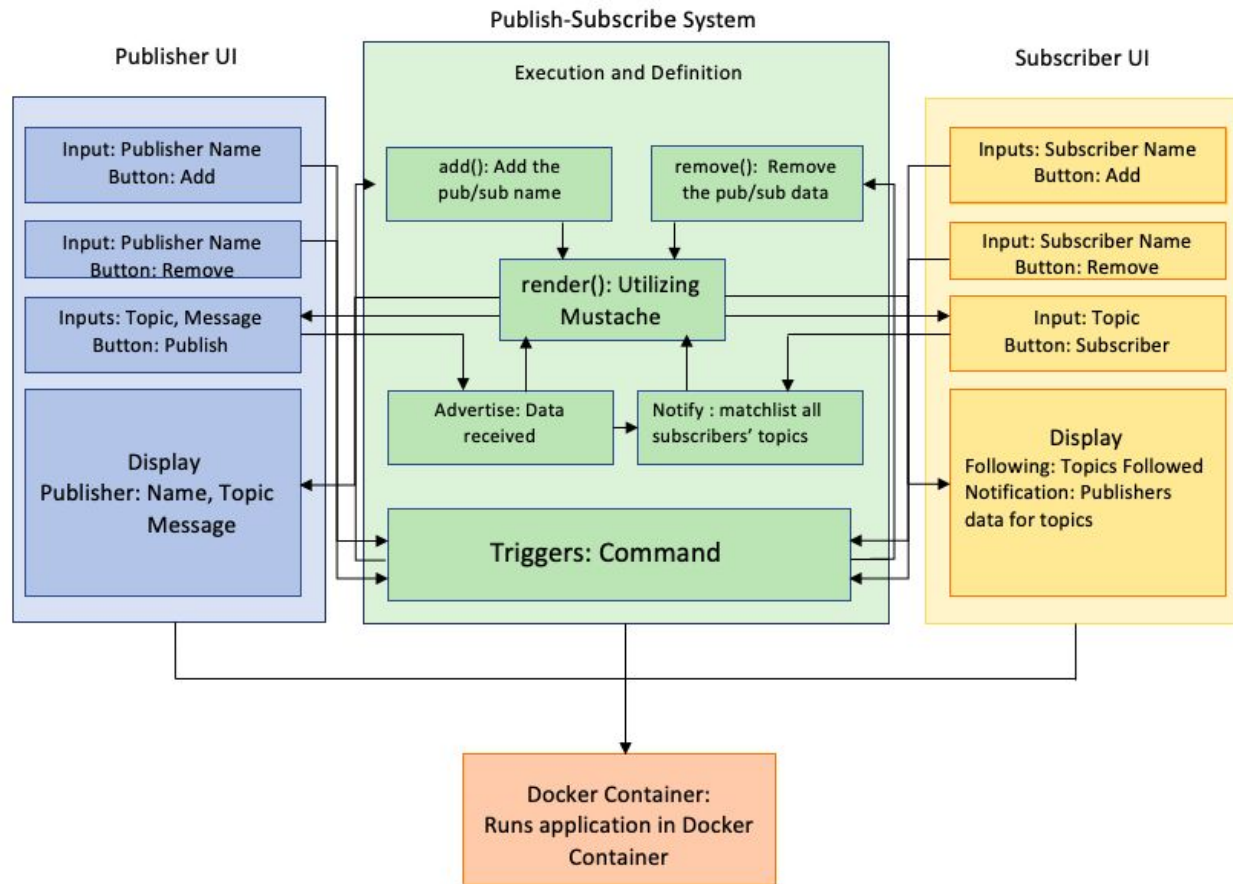 Publish-Subscribe System
Publisher UI
Subscriber UI
Execution and Definition
Input: Publisher Name
Button: Add
Input: Publisher Name
Button: Remove
Inputs: Topic, Message
Button: Publish
Display
Publisher: Name, Topic
Message
add(): Add the
pub/sub name
remove(): Remove
the pub/sub data
render(): Utilizing
Mustache
Advertise: Data
received
Notify : matchlist all
subscribers’ topics
Triggers: Command
Inputs: Subscriber Name
Button: Add
Input: Subscriber Name
Button: Remove
Input: Topic
Button: Subscriber
Display
Following: Topics Followed
Notification: Publishers
data for topics
Docker Container:
Runs application in Docker
Container